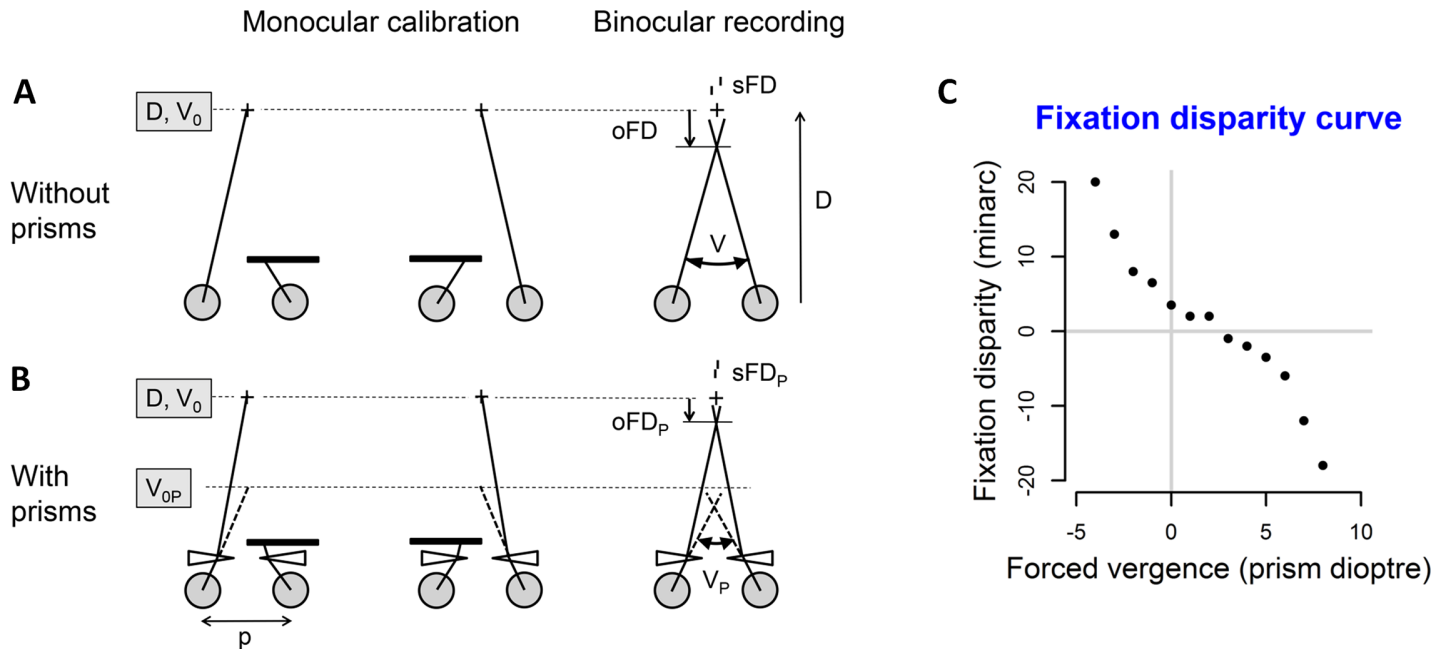 Monocular calibration
Binocular recording
A
D, V₀
Without
prisms
sFD
oFD
V
D
B
D, V₀
V₀P
With
prisms
p
sFDP
oFDP
VP
C
Fixation disparity curve
Fixation disparity (minarc)
20
10
0
-10
-20
-5
0
5
10
Forced vergence (prism dioptre)